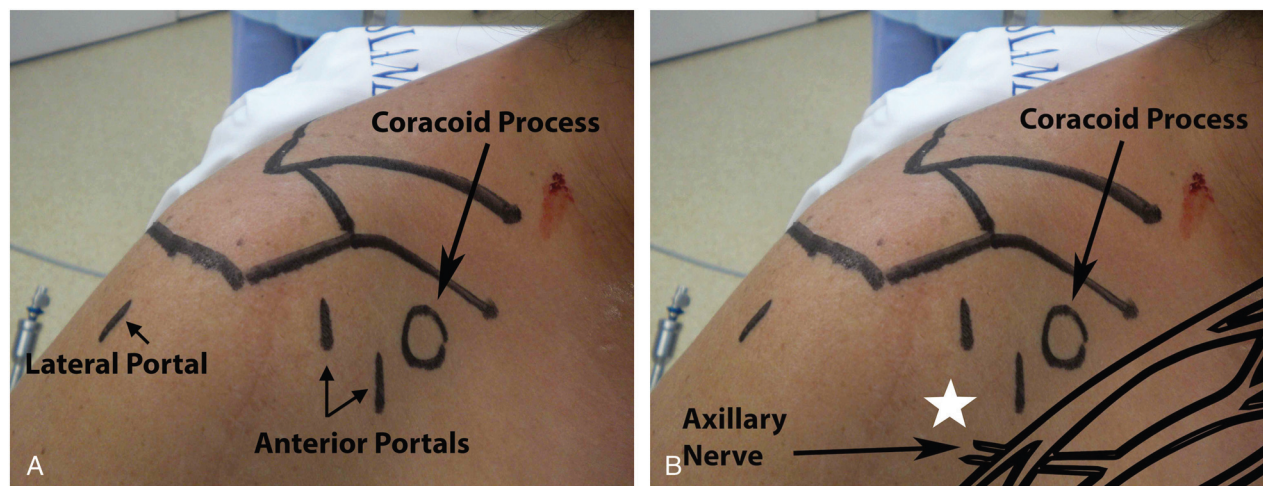 Coracoid Process
Lateral Portal
Anterior Portals
A
Coracoid Process
Axillary
Nerve
B